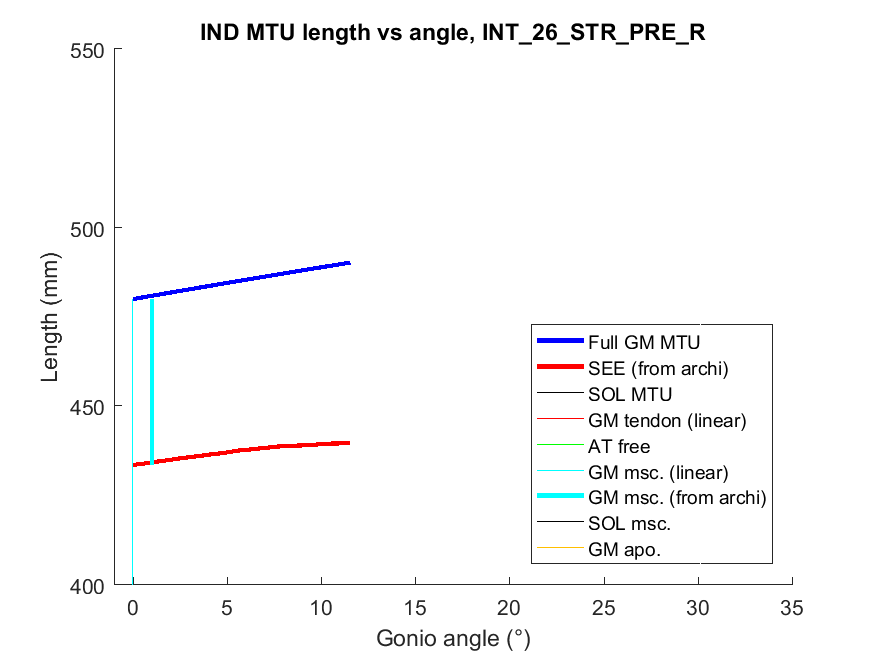 IND MTU length vs angle, INT_26_STR_PRE_R
550
500
450
400
Length (mm)
0
5
10
15
20
25
30
35
Gonio angle (°)
Full GM MTU
SEE (from archi)
SOL MTU
GM tendon (linear)
AT free
GM msc. (linear)
GM msc. (from archi)
SOL msc.
GM apo.